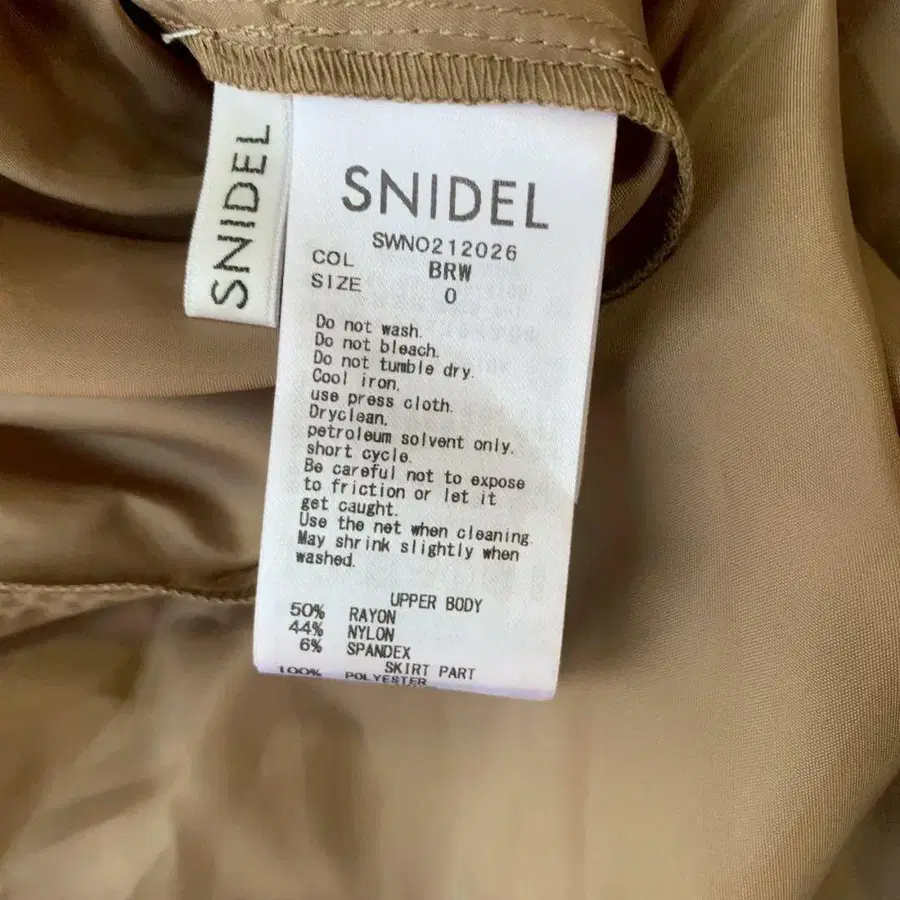 SNIDEL
SNIDEL
SWNO212026
COL BRW
SIZE 0
Do not wash.
Do not bleach.
Do not tumble dry.
Cool iron,
use press cloth.
Dryclean,
petroleum solvent only.
short cycle.
Be careful not to expose
to friction or let it
get caught.
Use the net when cleaning.
May shrink slightly when
washed.
UPPER BODY
50% RAYON
44% NYLON
6% SPANDEX
SKIRT PART
100% POLYESTER